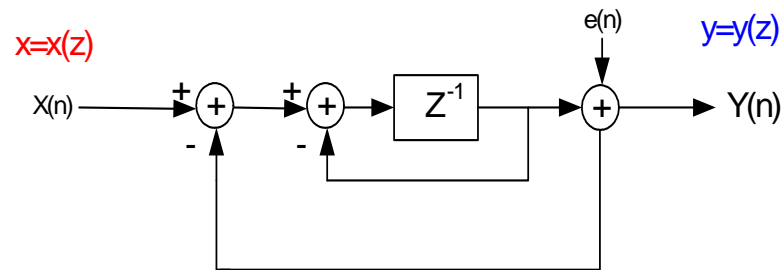 e(n)
x=x(z)
y=y(z)
+ +
X(n) + + Z-1 + Y(n)
- -